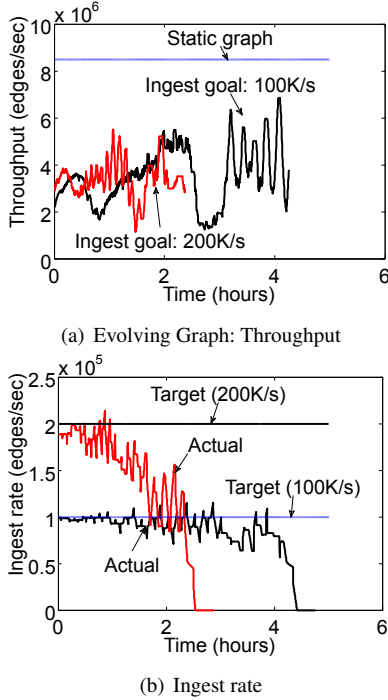 x 10^6
10
8
6
4
2
0
0
2
4
6
Throughput (edges/sec)
Static graph
Ingest goal: 100K/s
Ingest goal: 200K/s
Time (hours)
(a) Evolving Graph: Throughput
x 10^5
2.5
2
1.5
1
0.5
0
0
2
4
6
Ingest rate (edges/sec)
Target (200K/s)
Actual
Target (100K/s)
Actual
Time (hours)
(b) Ingest rate